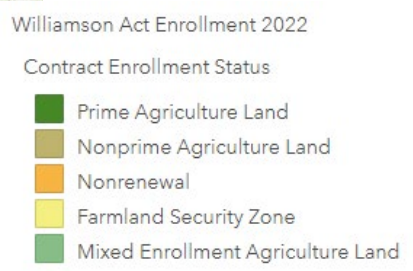 Williamson Act Enrollment 2022
Contract Enrollment Status
Prime Agriculture Land
Nonprime Agriculture Land
Nonrenewal
Farmland Security Zone
Mixed Enrollment Agriculture Land